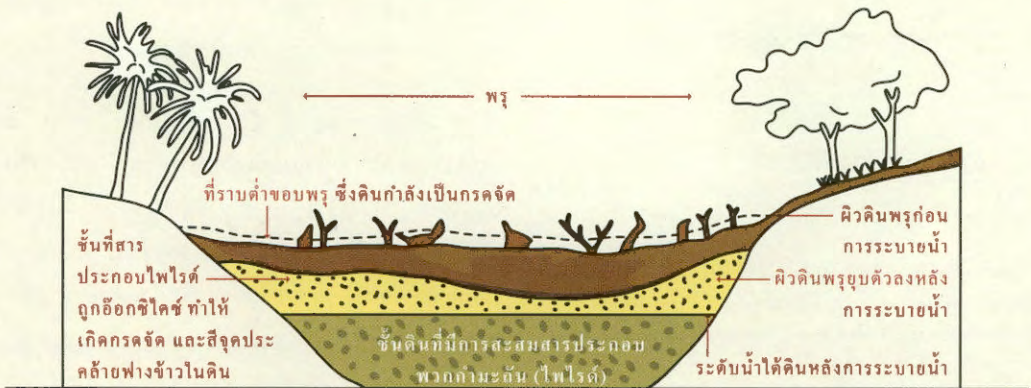 พรุ
ที่ราบต่ำขอบพรุ ซึ่งดินกำลังเป็นกรดจัด
ชั้นที่สาร
ประกอบไพไรต์
ถูกอ๊อกซิไดซ์ ทำให้
เกิดกรดจัด และสีจุดประ
คล้ายฟางข้าวในดิน
ผิวดินพรุก่อน
การระบายน้ำ
ผิวดินพรุยุบตัวลงหลัง
การระบายน้ำ
ระดับน้ำใต้ดินหลังการระบายน้ำ
ชั้นดินที่มีการสะสมสารประกอบ
พวกกำมะถัน (ไพไรต์)